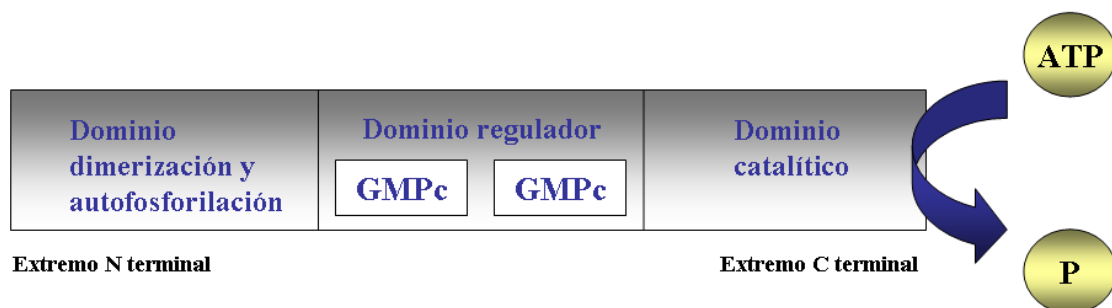 ATP
Dominio
dimerización y
autofosforilación
Dominio regulador
GMPc GMPc
Dominio
catalítico
Extremo N terminal
Extremo C terminal
P